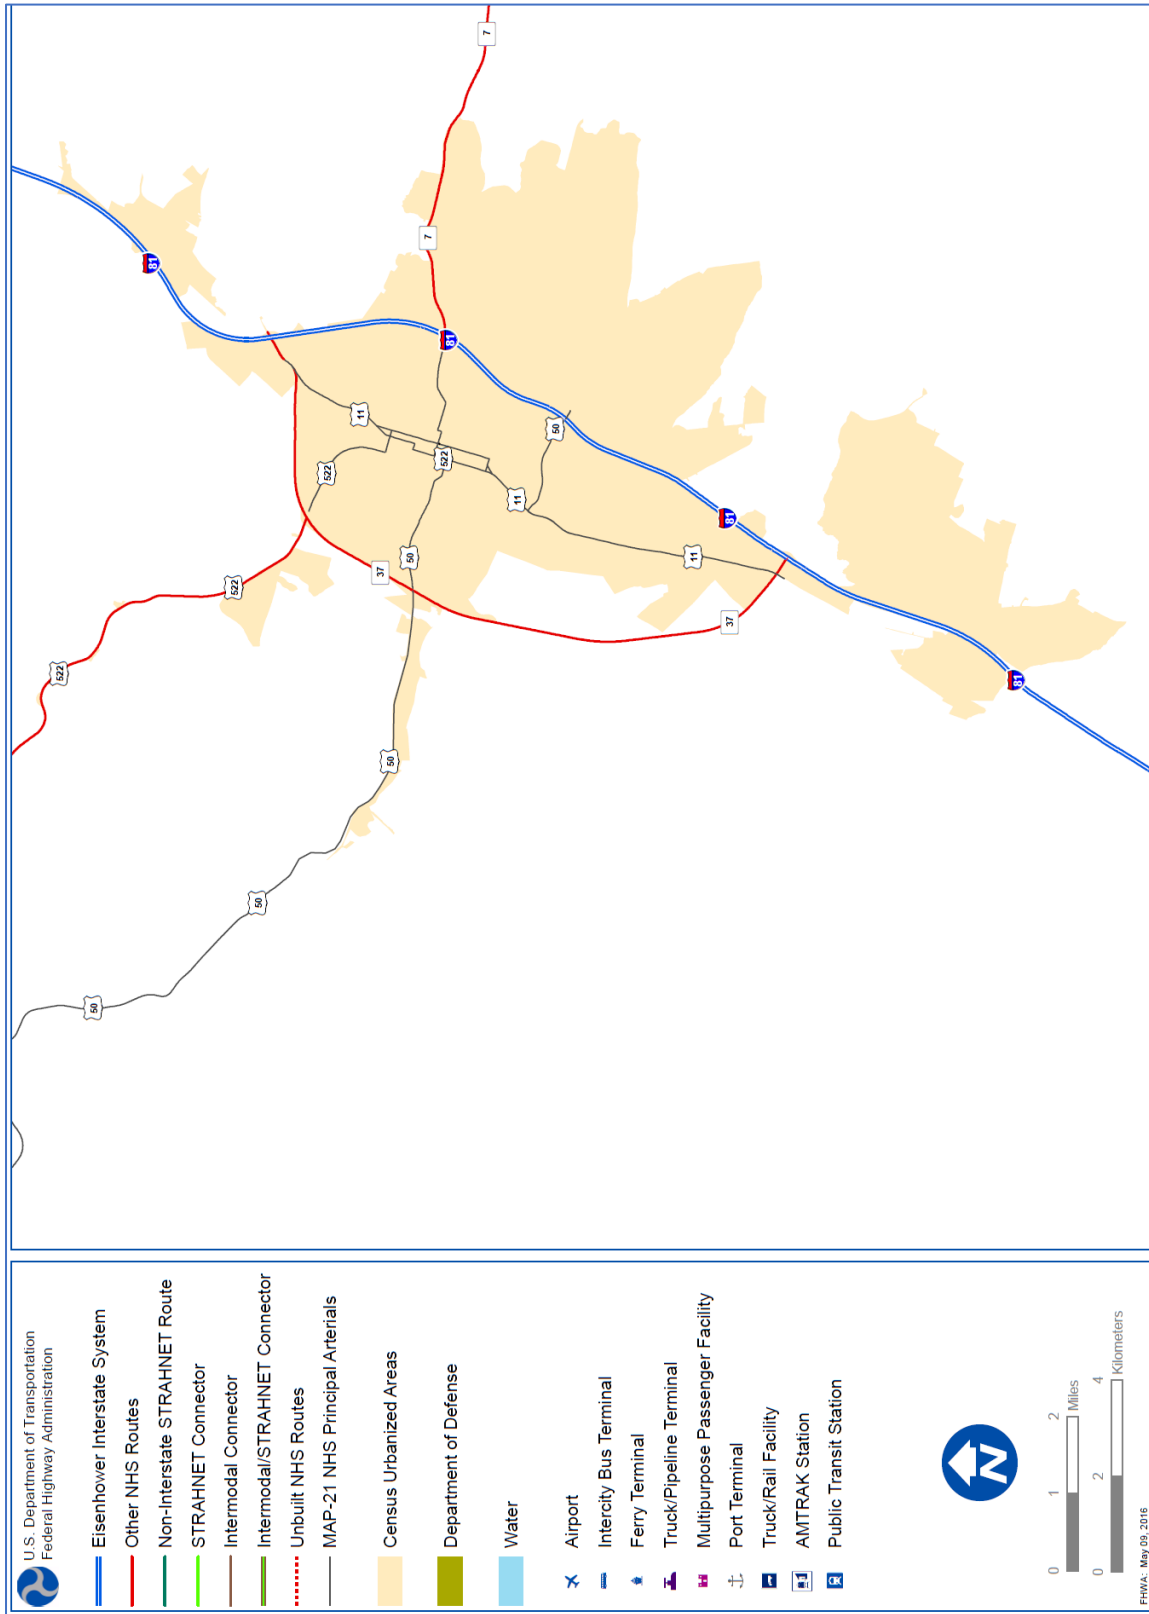 U.S. Department of Transportation
Federal Highway Administration
Eisenhower Interstate System
Other NHS Routes
Non-Interstate STRAHNET Route
STRAHNET Connector
Intermodal Connector
Intermodal/STRAHNET Connector
Unbuilt NHS Routes
MAP-21 NHS Principal Arterials
Census Urbanized Areas
Department of Defense
Water
Airport
Intercity Bus Terminal
Ferry Terminal
Truck/Pipeline Terminal
Multipurpose Passenger Facility
Port Terminal
Truck/Rail Facility
AMTRAK Station
Public Transit Station
N
0 1 2
Miles
0 2 4
Kilometers
FHWA: May 09, 2016
50
50
50
50
50
522
522
522
522
37
37
11
11
11
81
81
81
81
7
7